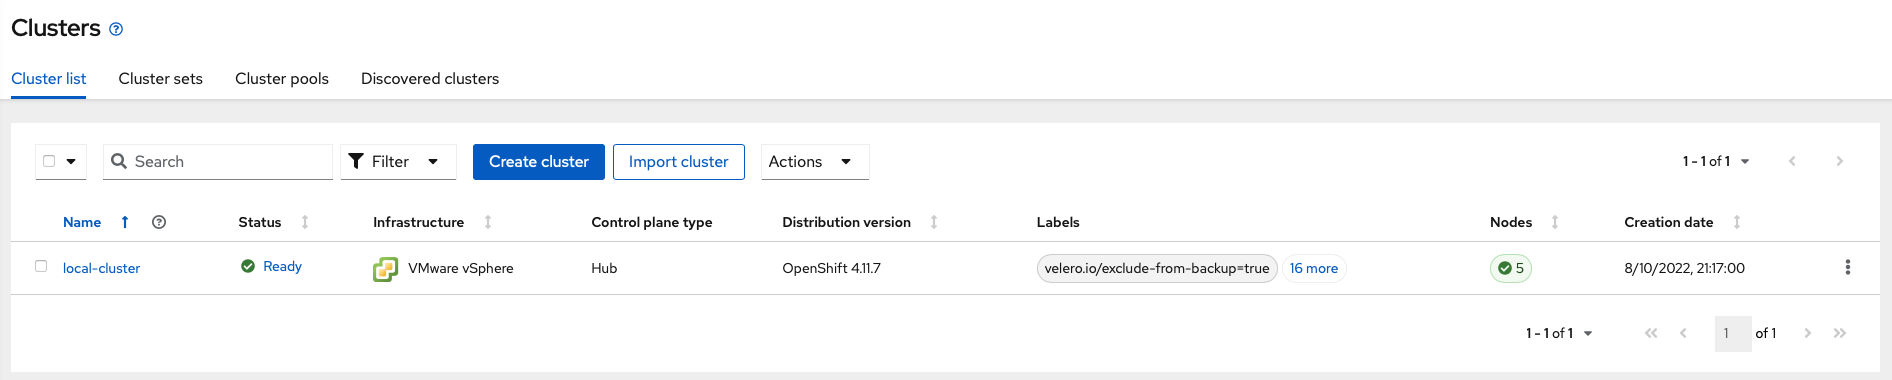 Clusters
Cluster list Cluster sets Cluster pools Discovered clusters
Search Filter Create cluster Import cluster Actions 1 - 1 of 1
Name Status Infrastructure Control plane type Distribution version Labels Nodes Creation date
local-cluster Ready VMware vSphere Hub OpenShift 4.11.7 velero.io/exclude-from-backup=true 16 more 5 8/10/2022, 21:17:00
1 - 1 of 1 1 of 1